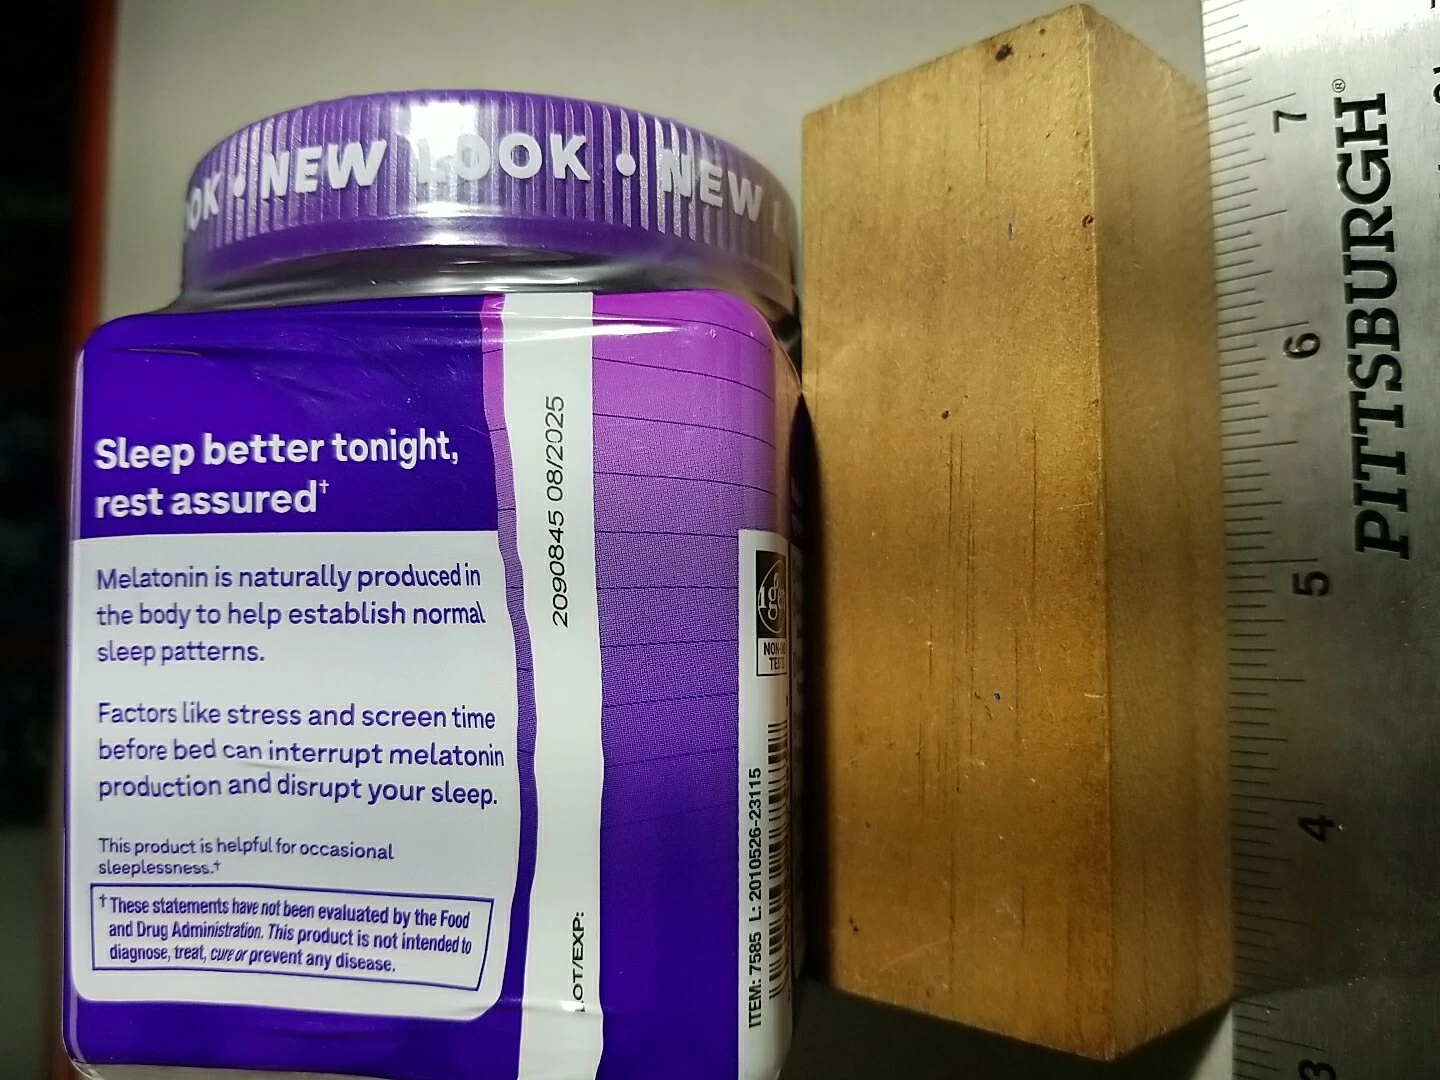 OK • NEW LOOK • NEW
Sleep better tonight,
rest assured†
Melatonin is naturally produced in
the body to help establish normal
sleep patterns.
Factors like stress and screen time
before bed can interrupt melatonin
production and disrupt your sleep.
This product is helpful for occasional
sleeplessness.†
† These statements have not been evaluated by the Food
and Drug Administration. This product is not intended to
diagnose, treat, cure or prevent any disease.
2090845 08/2025
LOT/EXP:
ITEM: 7585 L: 2010526-23115
7
6
5
4
3
PITTSBURGH®